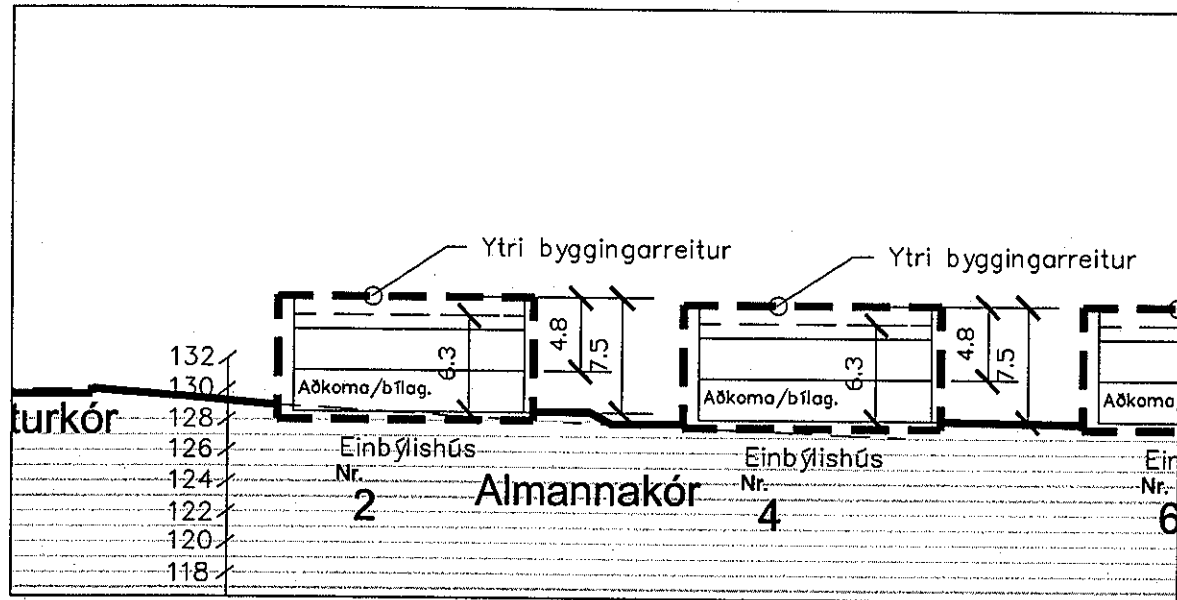 Ytri byggingarreitur
Ytri byggingarreitur
4.8
7.5
6.3
4.8
7.5
6.3
132
130
128
126
124
122
120
118
turkór
Aðkoma/bílag.
Aðkoma/bílag.
Aðkoma
Einbýlishús
Nr.
2
Almannakór
Einbýlishús
Nr.
4
Ein
Nr.
6